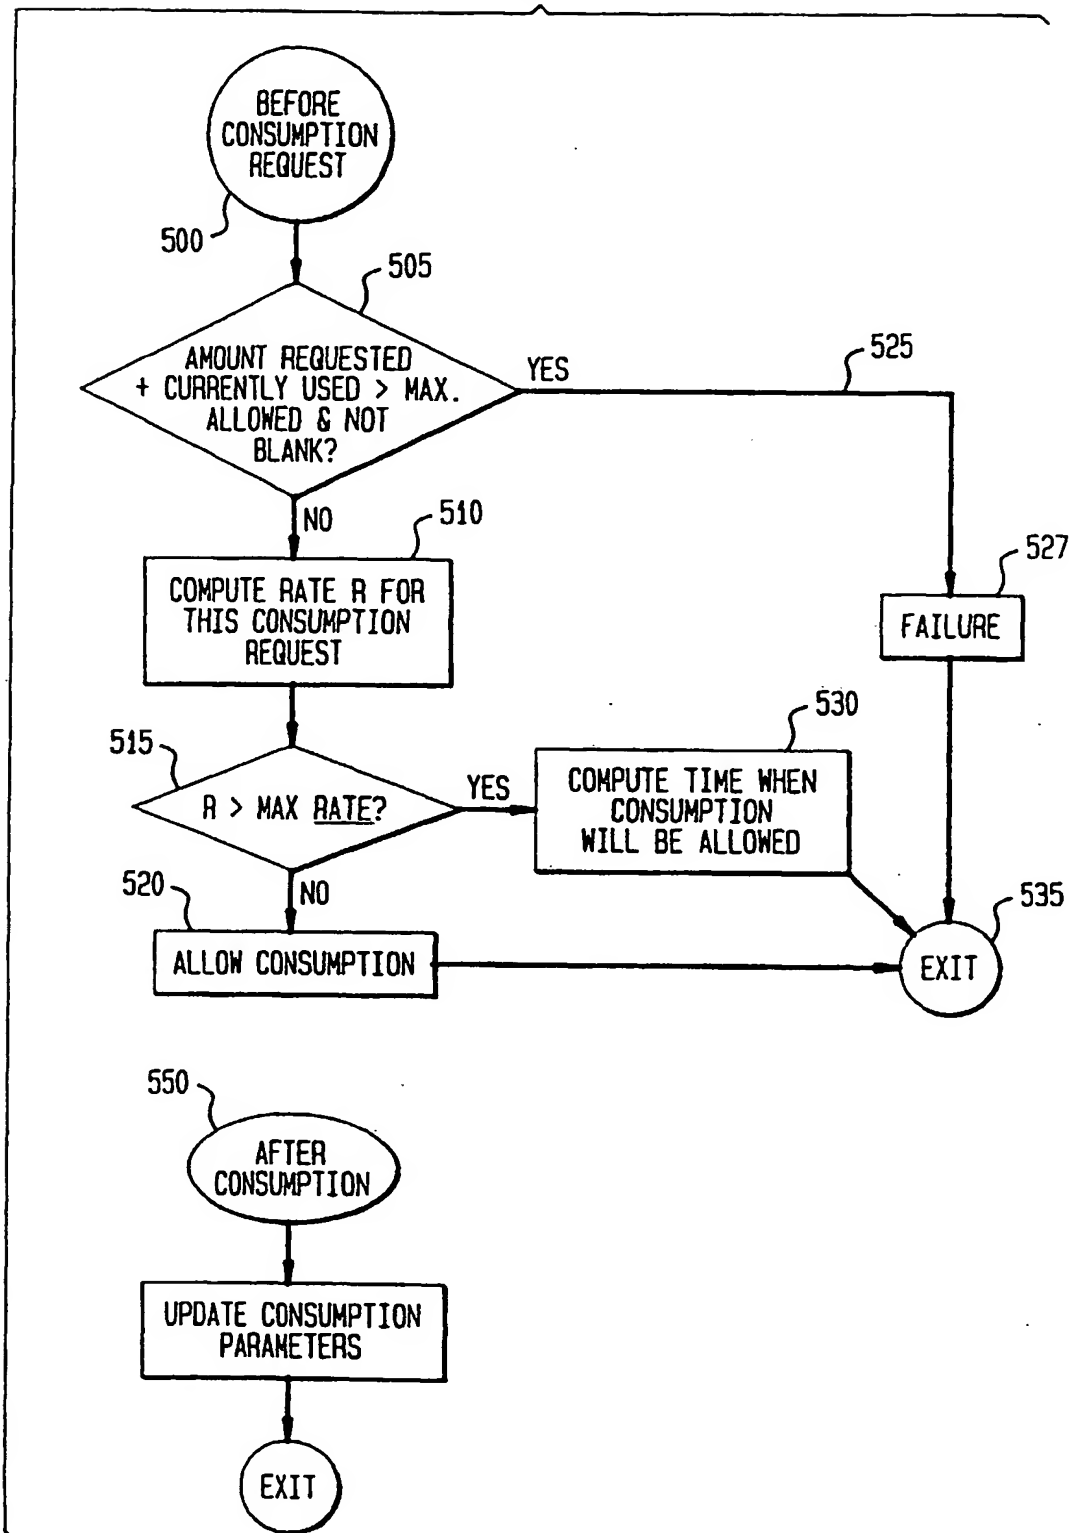 BEFORE
CONSUMPTION
REQUEST
500
505
AMOUNT REQUESTED
+ CURRENTLY USED > MAX.
ALLOWED & NOT
BLANK?
YES
525
NO
510
COMPUTE RATE R FOR
THIS CONSUMPTION
REQUEST
527
FAILURE
515
R > MAX RATE?
YES
530
COMPUTE TIME WHEN
CONSUMPTION
WILL BE ALLOWED
520
NO
ALLOW CONSUMPTION
535
EXIT
550
AFTER
CONSUMPTION
UPDATE CONSUMPTION
PARAMETERS
EXIT